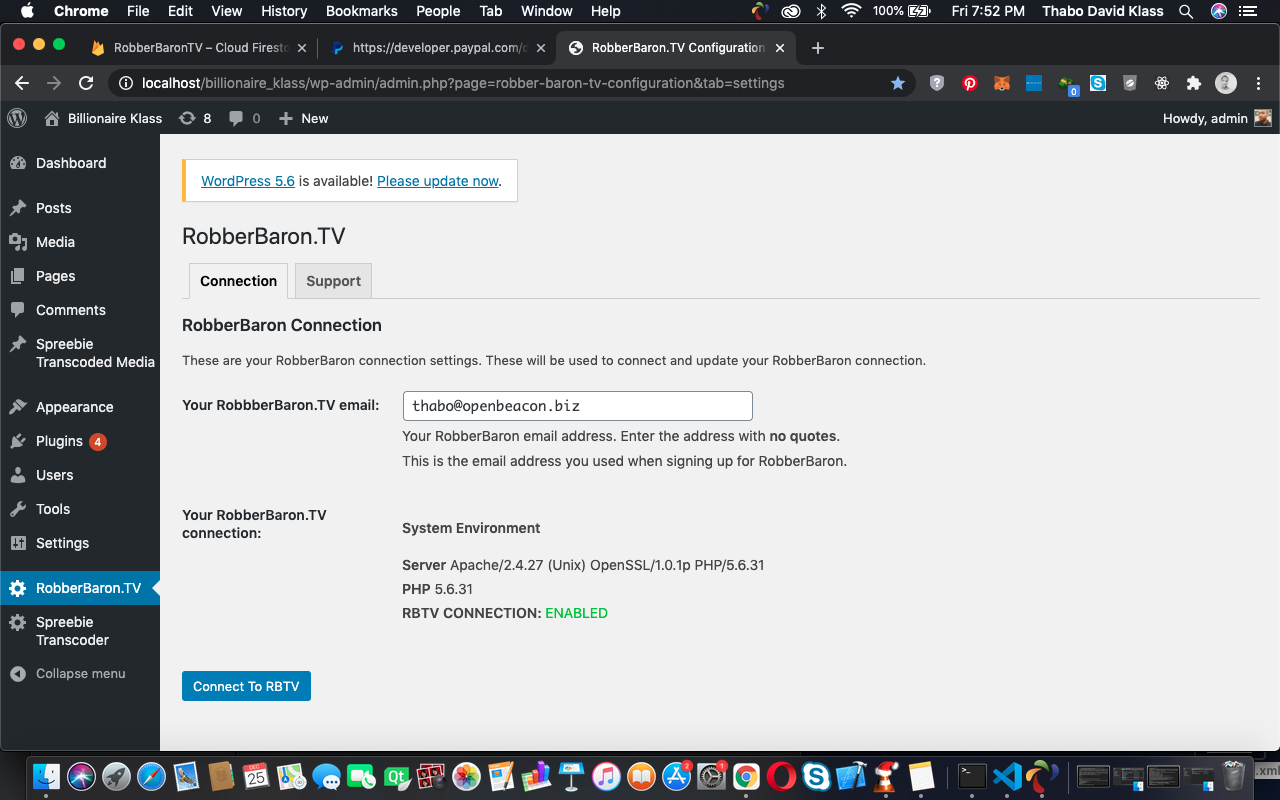 Chrome File Edit View History Bookmarks People Tab Window Help 100% Fri 7:52 PM Thabo David Klass
RobberBaronTV – Cloud Firest
https://developer.paypal.com/
RobberBaron.TV Configuration
localhost/billionaire_klass/wp-admin/admin.php?page=robber-baron-tv-configuration&tab=settings
0
Billionaire Klass 8 0 New Howdy, admin
Dashboard
Posts
Media
Pages
Comments
Spreebie
Transcoded Media
Appearance
Plugins 4
Users
Tools
Settings
RobberBaron.TV
Spreebie
Transcoder
Collapse menu
WordPress 5.6 is available! Please update now.
RobberBaron.TV
Connection Support
RobberBaron Connection
These are your RobberBaron connection settings. These will be used to connect and update your RobberBaron connection.
Your RobbberBaron.TV email: thabo@openbeacon.biz
Your RobberBaron email address. Enter the address with no quotes.
This is the email address you used when signing up for RobberBaron.
Your RobberBaron.TV
connection:
System Environment
Server Apache/2.4.27 (Unix) OpenSSL/1.0.1p PHP/5.6.31
PHP 5.6.31
RBTV CONNECTION: ENABLED
Connect To RBTV
DEC
25
Qt
2
1
.xml